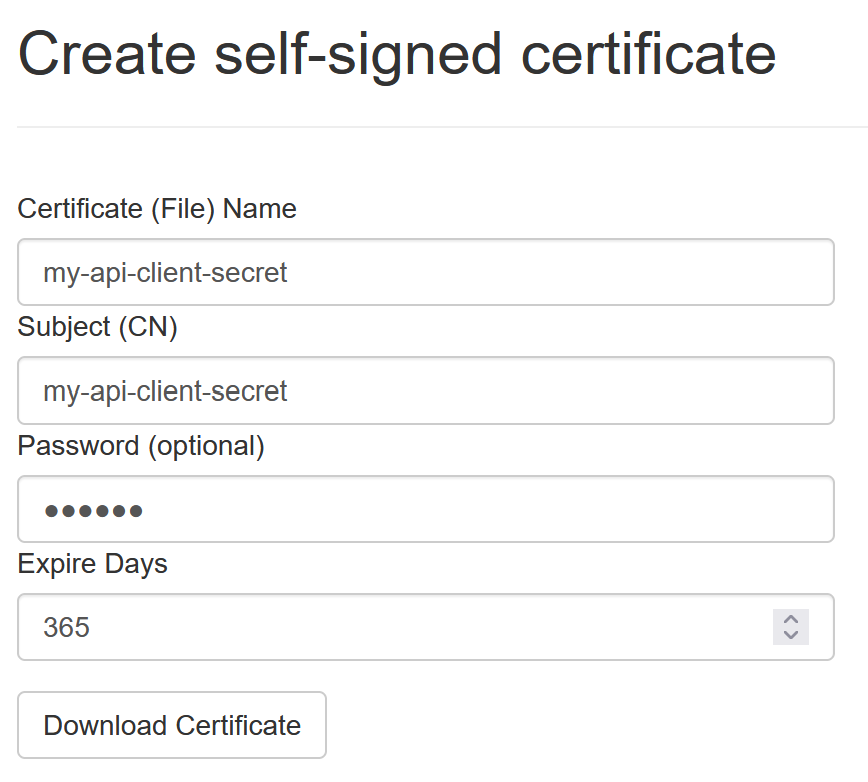 Create self-signed certificate
Certificate (File) Name
my-api-client-secret
Subject (CN)
my-api-client-secret
Password (optional)
••••••
Expire Days
365
Download Certificate